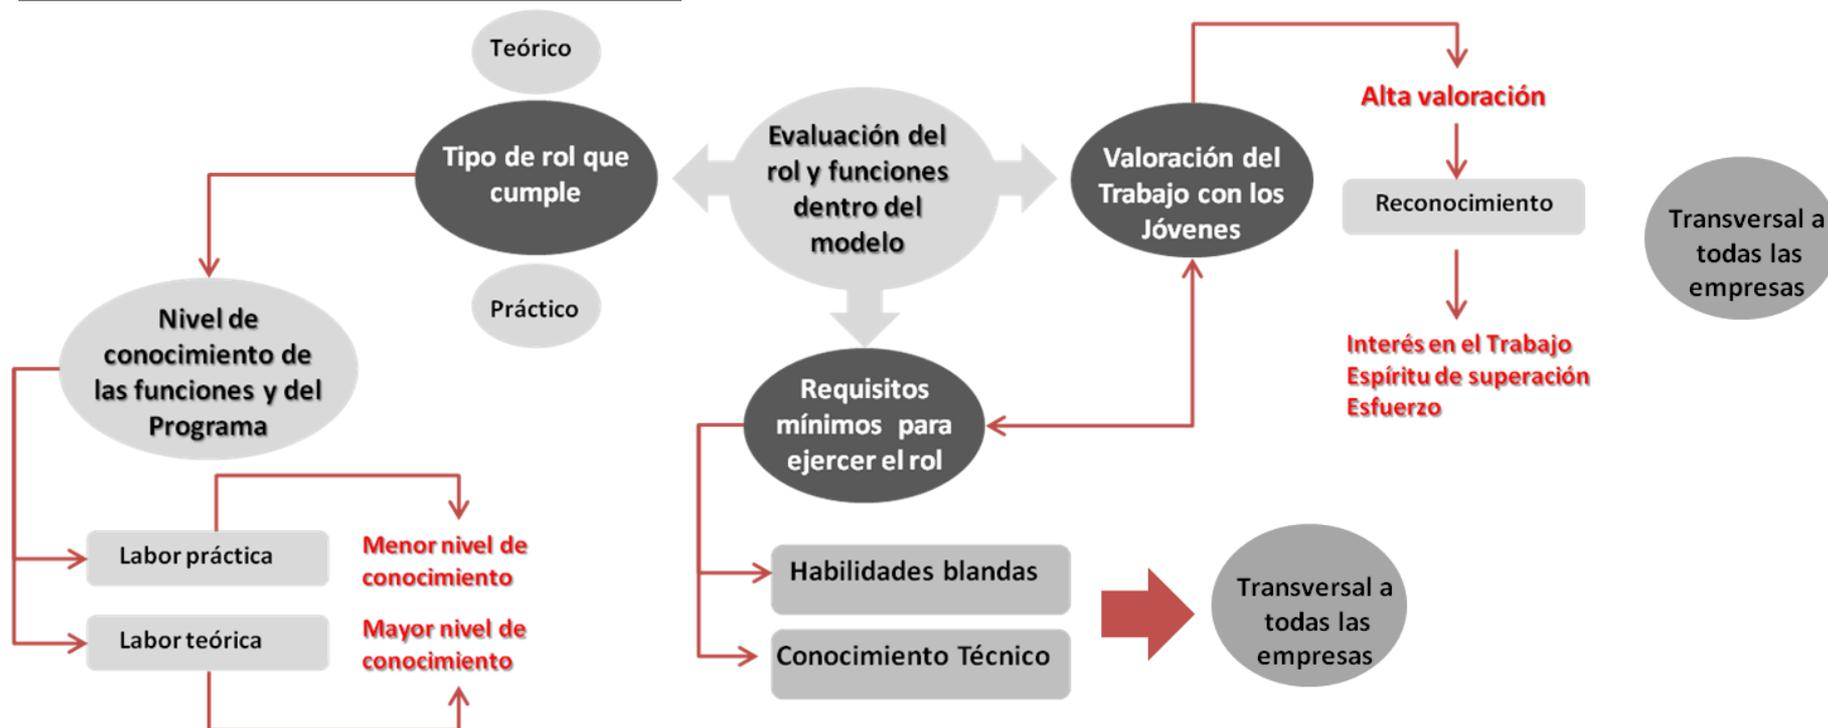 Teórico
Tipo de rol que
cumple
Práctico
Evaluación del
rol y funciones
dentro del
modelo
Valoración del
Trabajo con los
Jóvenes
Alta valoración
Reconocimiento
Interés en el Trabajo
Espíritu de superación
Esfuerzo
Transversal a
todas las
empresas
Nivel de
conocimiento de
las funciones y del
Programa
Labor práctica
Menor nivel de
conocimiento
Labor teórica
Mayor nivel de
conocimiento
Requisitos
mínimos para
ejercer el rol
Habilidades blandas
Conocimiento Técnico
Transversal a
todas las
empresas